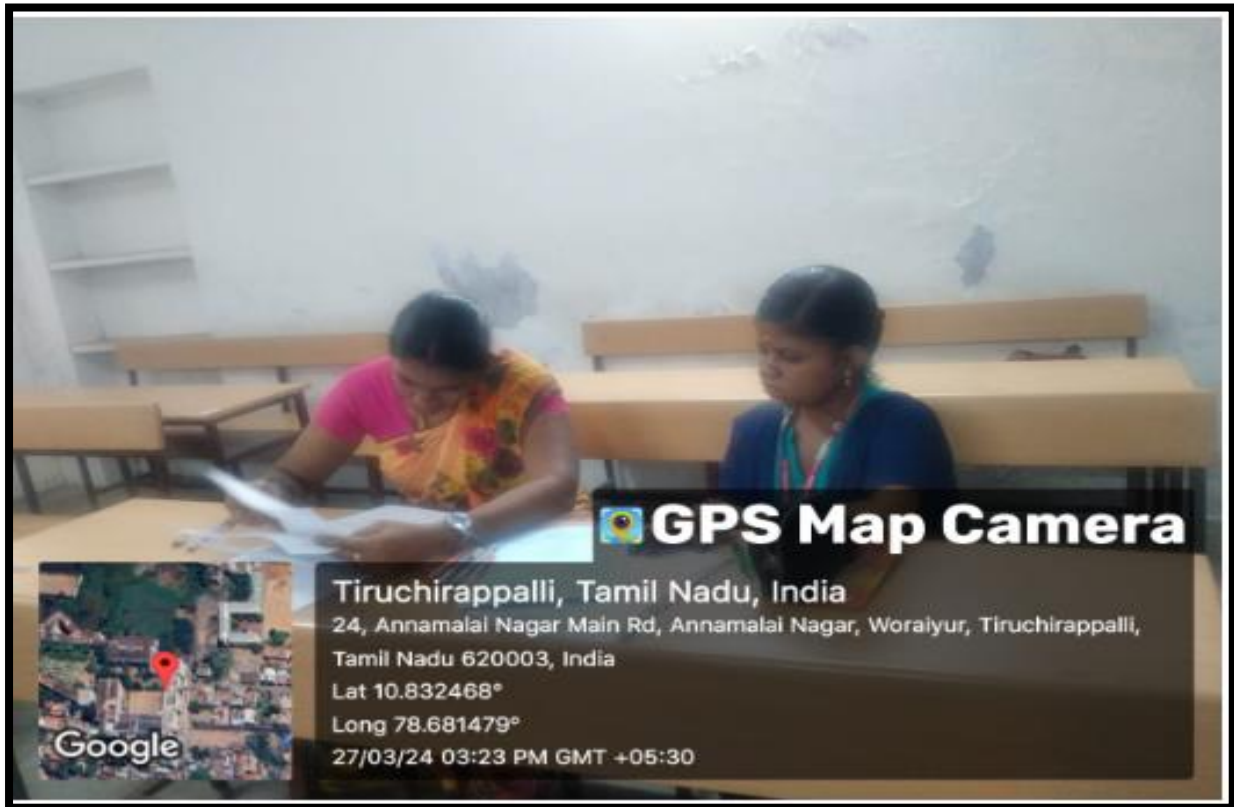 GPS Map Camera
Tiruchirappalli, Tamil Nadu, India
24, Annamalai Nagar Main Rd, Annamalai Nagar, Woraiyur, Tiruchirappalli,
Tamil Nadu 620003, India
Lat 10.832468°
Long 78.681479°
27/03/24 03:23 PM GMT +05:30
Google